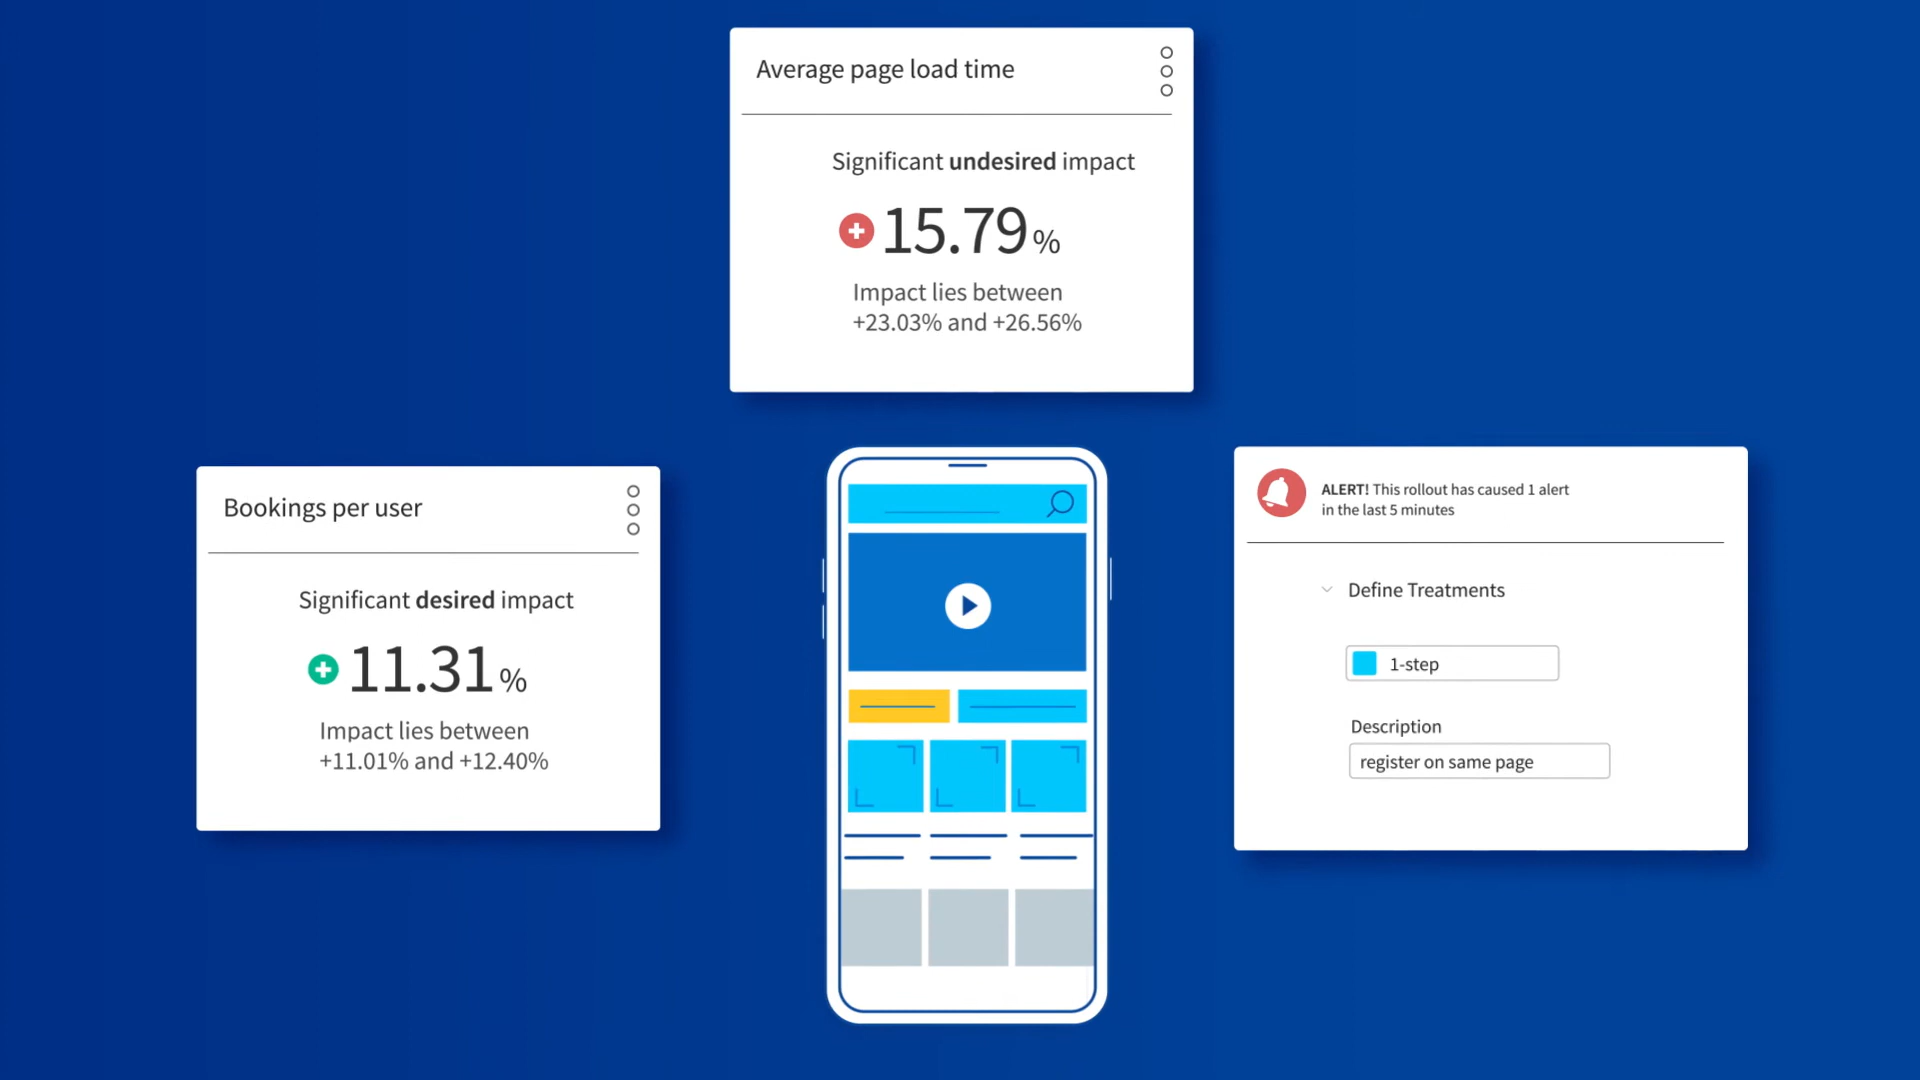 Average page load time
Significant undesired impact
15.79%
Impact lies between
+23.03% and +26.56%
Bookings per user
Significant desired impact
11.31%
Impact lies between
+11.01% and +12.40%
ALERT! This rollout has caused 1 alert
in the last 5 minutes
Define Treatments
1-step
Description
register on same page